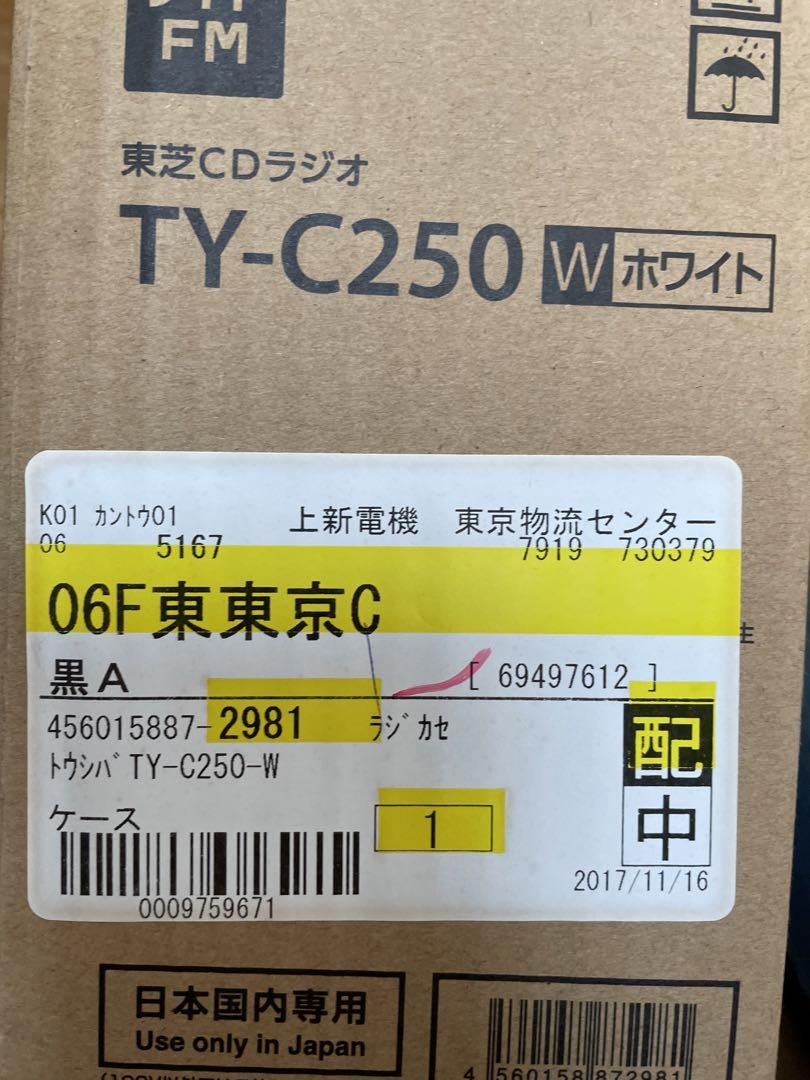 FM
東芝CDラジオ
TY-C250 W ホワイト
K01 カントウ01 上新電機 東京物流センター
06 5167 7919 730379
06F東東京C
生
黒A [ 69497612 ]
456015887-2981 ラジカセ
配
トウシバ TY-C250-W
中
ケース 1
2017/11/16
0009759671
日本国内専用
Use only in Japan
4 560158 872981